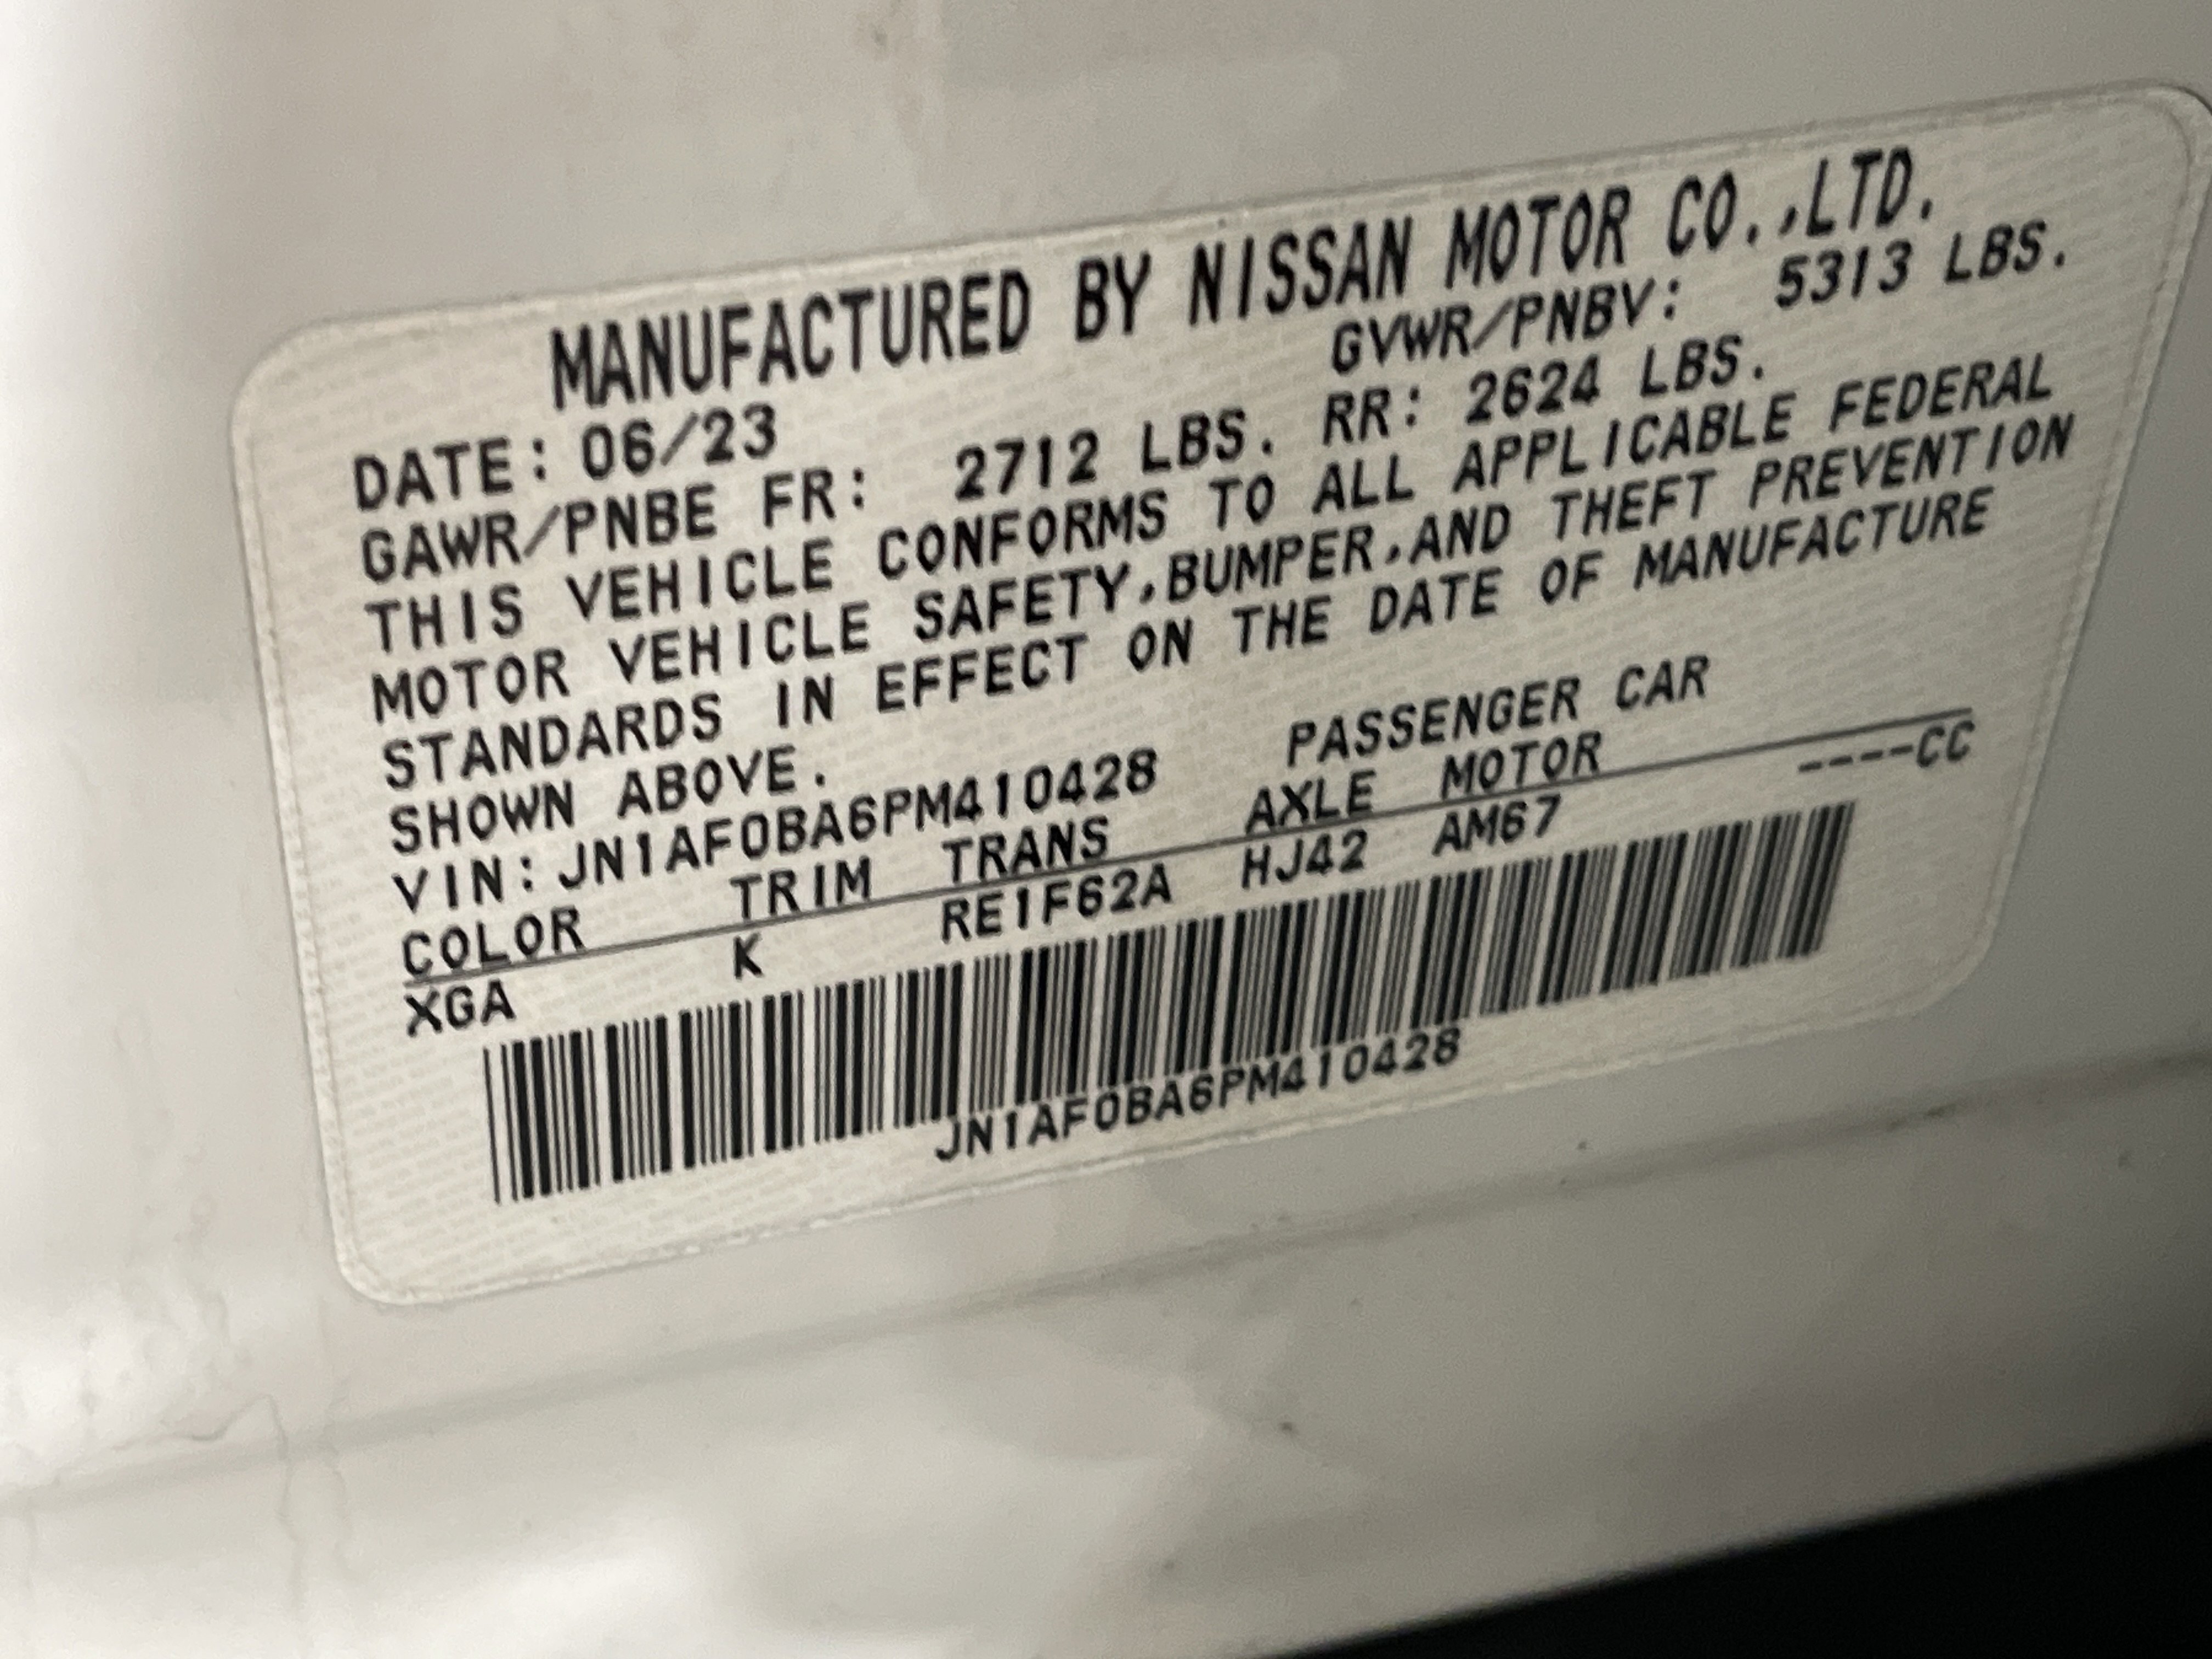 MANUFACTURED BY NISSAN MOTOR CO.,LTD.
DATE: 06/23 GVWR/PNBV: 5313 LBS.
GAWR/PNBE FR: 2712 LBS. RR: 2624 LBS.
THIS VEHICLE CONFORMS TO ALL APPLICABLE FEDERAL
MOTOR VEHICLE SAFETY,BUMPER,AND THEFT PREVENTION
STANDARDS IN EFFECT ON THE DATE OF MANUFACTURE
SHOWN ABOVE.
VIN:JN1AF0BA6PM410428 PASSENGER CAR
COLOR TRIM TRANS AXLE MOTOR
XGA K RE1F62A HJ42 AM67 ----CC
JN1AF0BA6PM410428